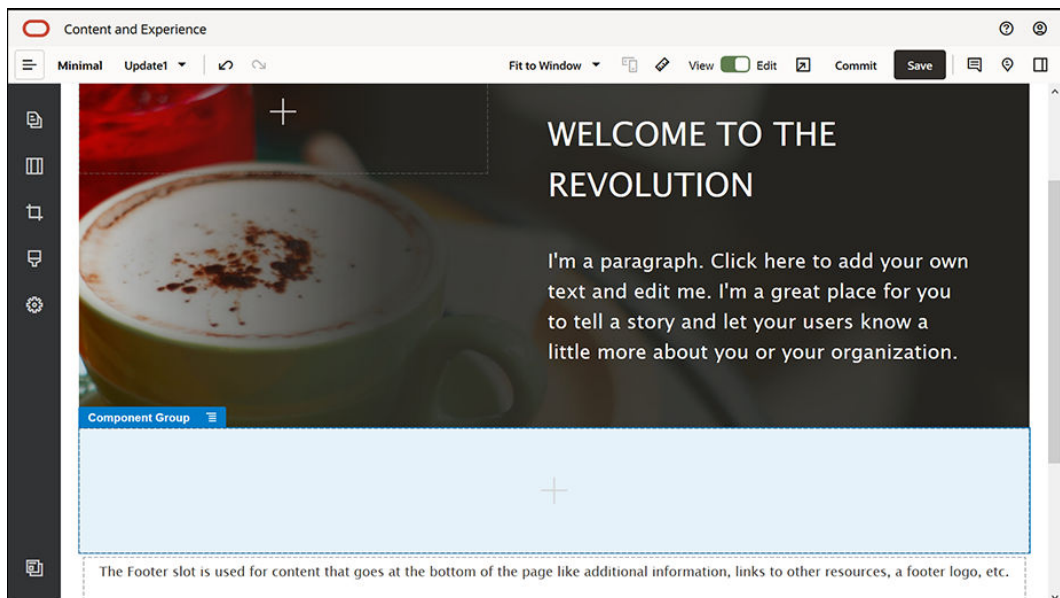 Content and Experience
Minimal Update1 Fit to Window View Edit Commit Save
WELCOME TO THE
REVOLUTION
I'm a paragraph. Click here to add your own
text and edit me. I'm a great place for you
to tell a story and let your users know a
little more about you or your organization.
Component Group
The Footer slot is used for content that goes at the bottom of the page like additional information, links to other resources, a footer logo, etc.